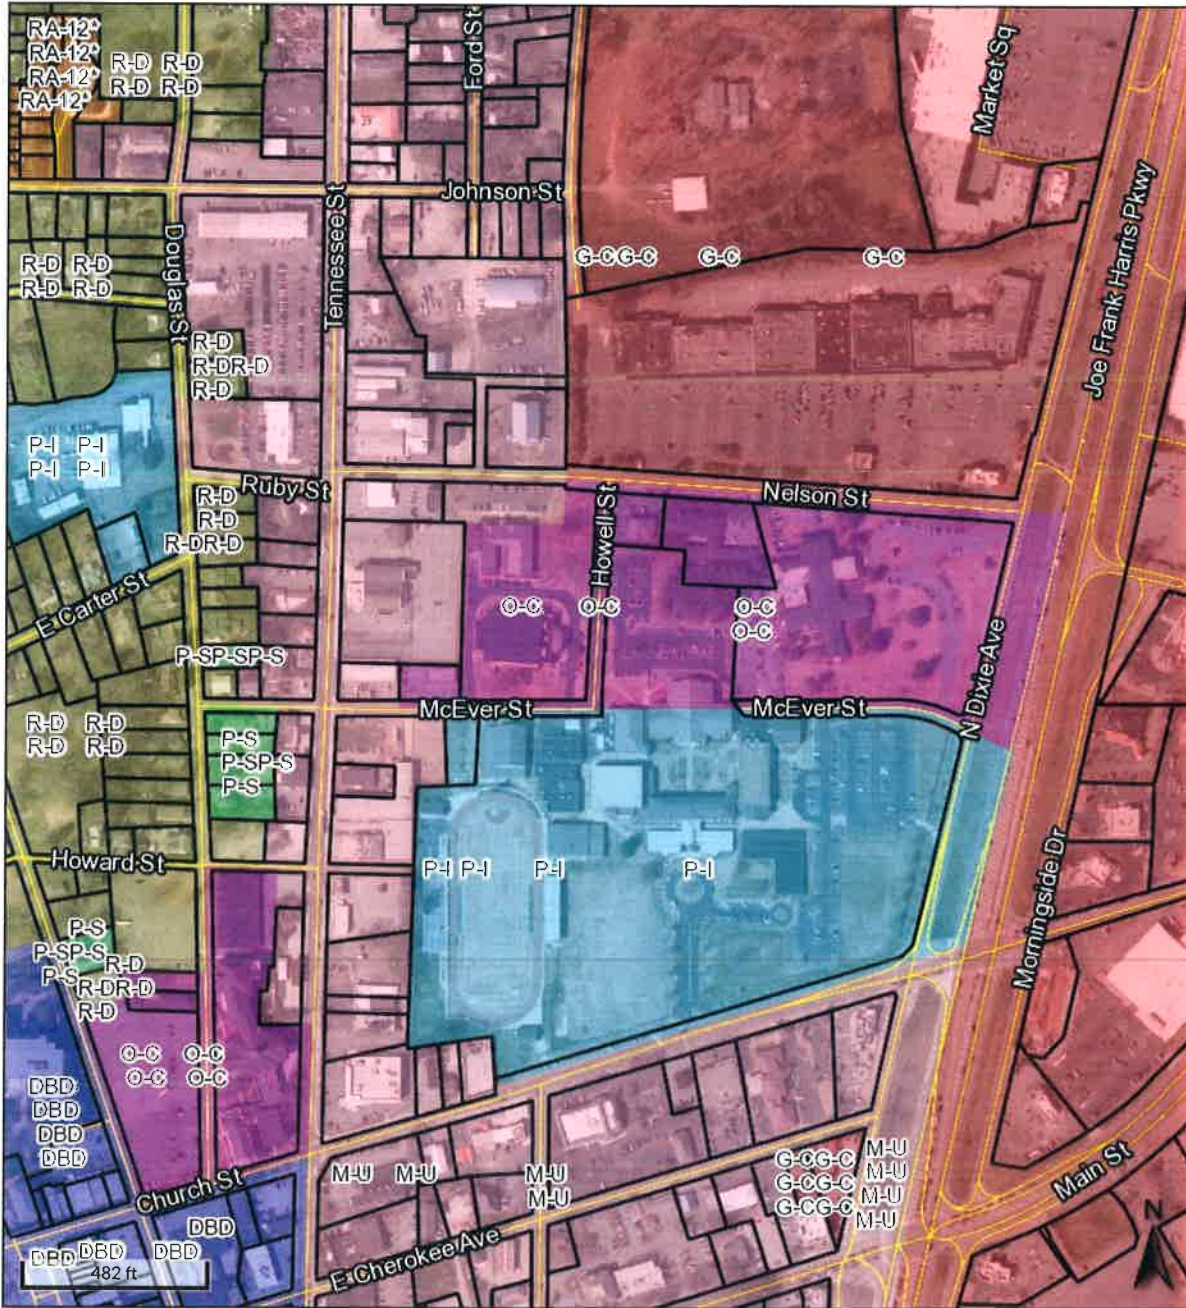 RA-12*
RA-12*
RA-12*
RA-12*
R-D R-D
R-D R-D
Ford St
Market Sq
Johnson St
Tennessee St
Douglas St
Joe Frank Harris Pkwy
R-D R-D
R-D R-D
G-CG-C
G-C
G-C
R-D
R-DR-D
R-D
P-I P-I
P-I P-I
Ruby St
Nelson St
Howell St
R-D
R-D
R-DR-D
E Carter St
O-C
O-C
O-C
O-C
P-SP-SP-S
N Dixie Ave
McEver St
McEver St
R-D R-D
R-D R-D
P-S
P-SP-S
P-S
Howard St
P-I P-I
P-I
P-I
Morningside Dr
P-S
P-SP-S
P-S
R-D
R-DR-D
R-D
O-C O-C
O-C O-C
DBD
DBD
DBD
DBD
M-U
M-U
M-U
M-U
G-CG-C
G-CG-C
G-CG-C
M-U
M-U
M-U
M-U
Main St
Church St
DBD
E Cherokee Ave
DBD
DBD
DBD
482 ft
N